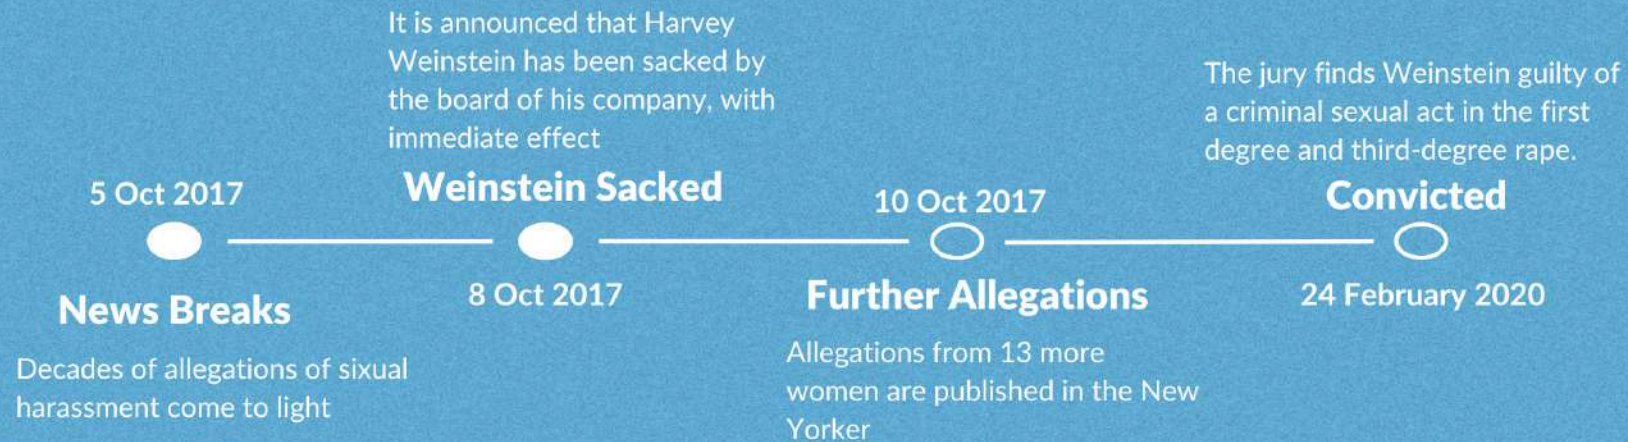 5 Oct 2017
News Breaks
Decades of allegations of sixual
harassment come to light
It is announced that Harvey
Weinstein has been sacked by
the board of his company, with
immediate effect
Weinstein Sacked
8 Oct 2017
10 Oct 2017
Further Allegations
Allegations from 13 more
women are published in the New
Yorker
The jury finds Weinstein guilty of
a criminal sexual act in the first
degree and third-degree rape.
Convicted
24 February 2020